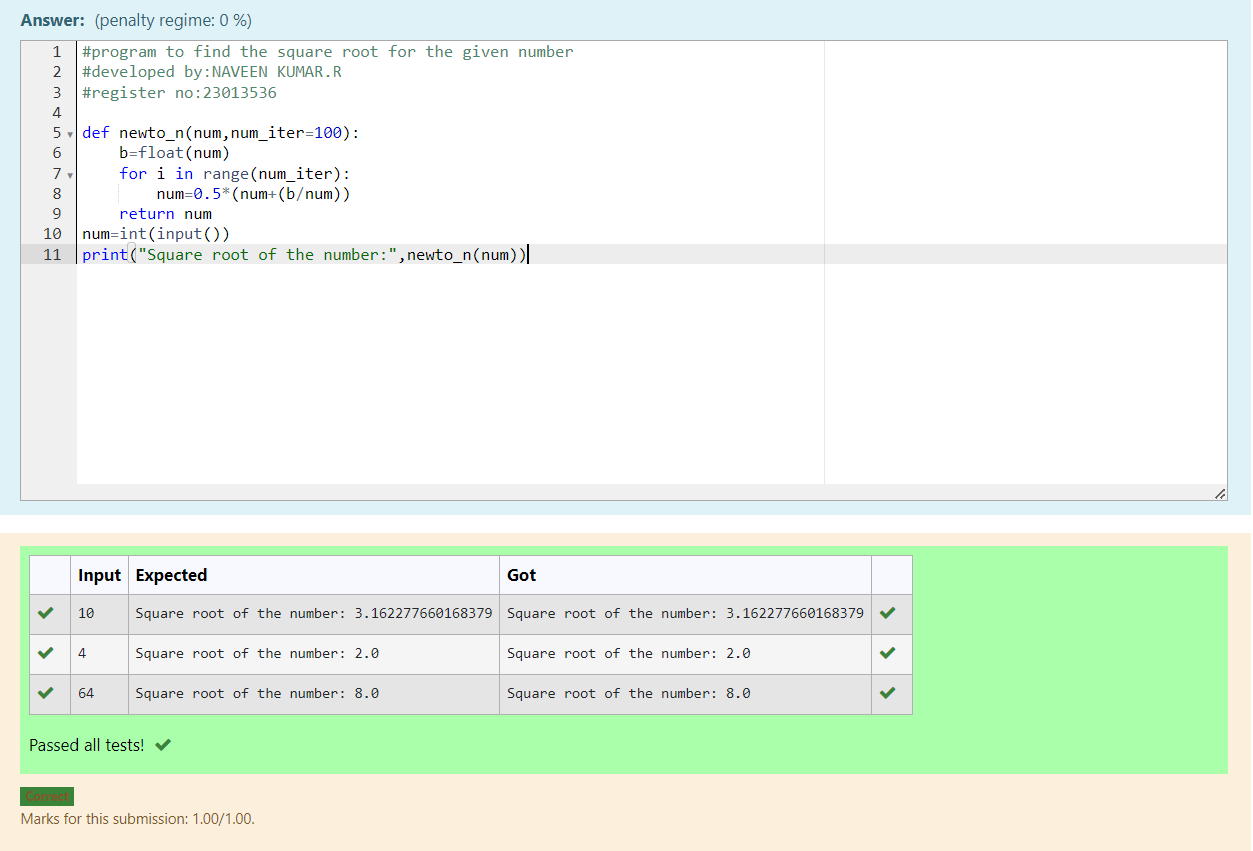 Answer: (penalty regime: 0 %)
1 #program to find the square root for the given number
2 #developed by:NAVEEN KUMAR.R
3 #register no:23013536
4
5 def newto_n(num,num_iter=100):
6     b=float(num)
7     for i in range(num_iter):
8         num=0.5*(num+(b/num))
9     return num
10 num=int(input())
11 print("Square root of the number:",newto_n(num))
Input Expected Got
10 Square root of the number: 3.162277660168379 Square root of the number: 3.162277660168379
4 Square root of the number: 2.0 Square root of the number: 2.0
64 Square root of the number: 8.0 Square root of the number: 8.0
Passed all tests!
Correct
Marks for this submission: 1.00/1.00.